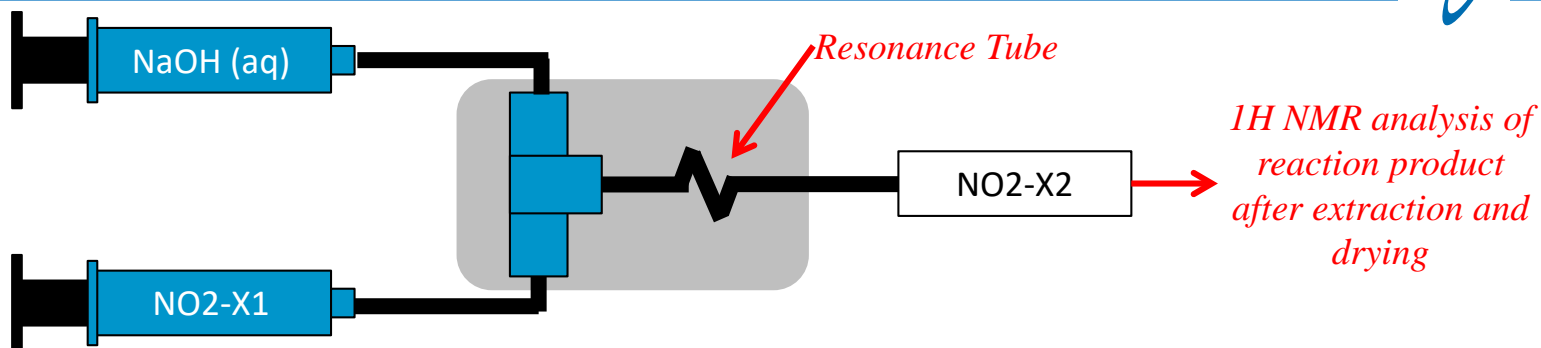 NaOH (aq)
Resonance Tube
1H NMR analysis of
reaction product
after extraction and
drying
NO2-X2
NO2-X1